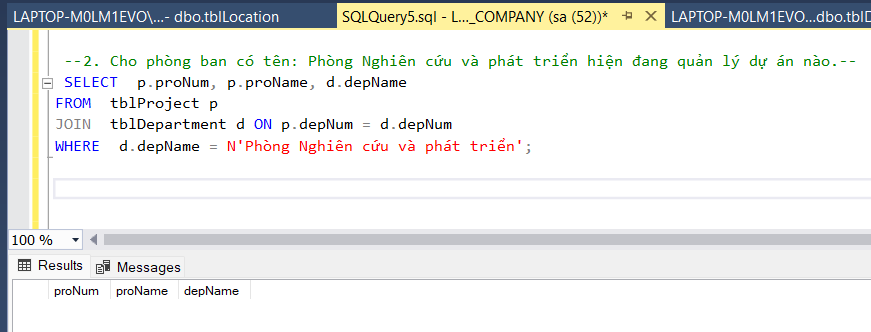 LAPTOP-M0LM1EVO\...- dbo.tblLocation SQLQuery5.sql - L..._COMPANY (sa (52))* LAPTOP-M0LM1EVO...dbo.tblD
--2. Cho phòng ban có tên: Phòng Nghiên cứu và phát triển hiện đang quản lý dự án nào.--
SELECT p.proNum, p.proName, d.depName
FROM tblProject p
JOIN tblDepartment d ON p.depNum = d.depNum
WHERE d.depName = N'Phòng Nghiên cứu và phát triển';
100 %
Results Messages
proNum proName depName